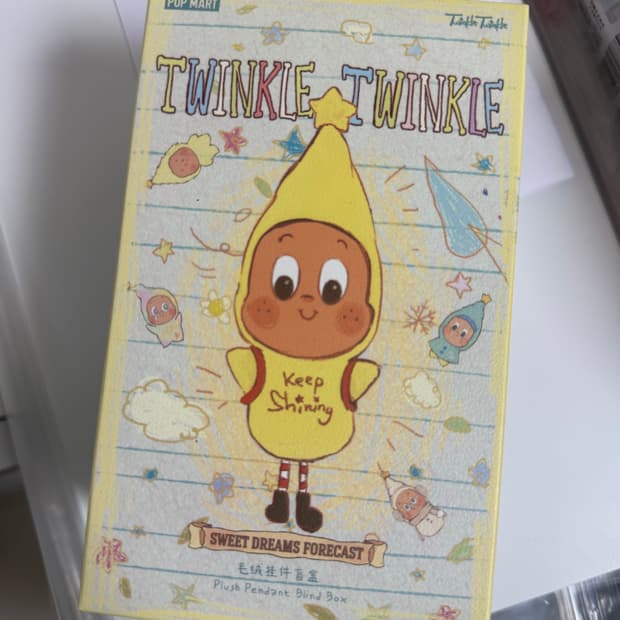 POP MART
Twinkle Twinkle
TWINKLE TWINKLE
Keep
Shining
SWEET DREAMS FORECAST
毛绒挂件盲盒
Plush Pendant Blind Box